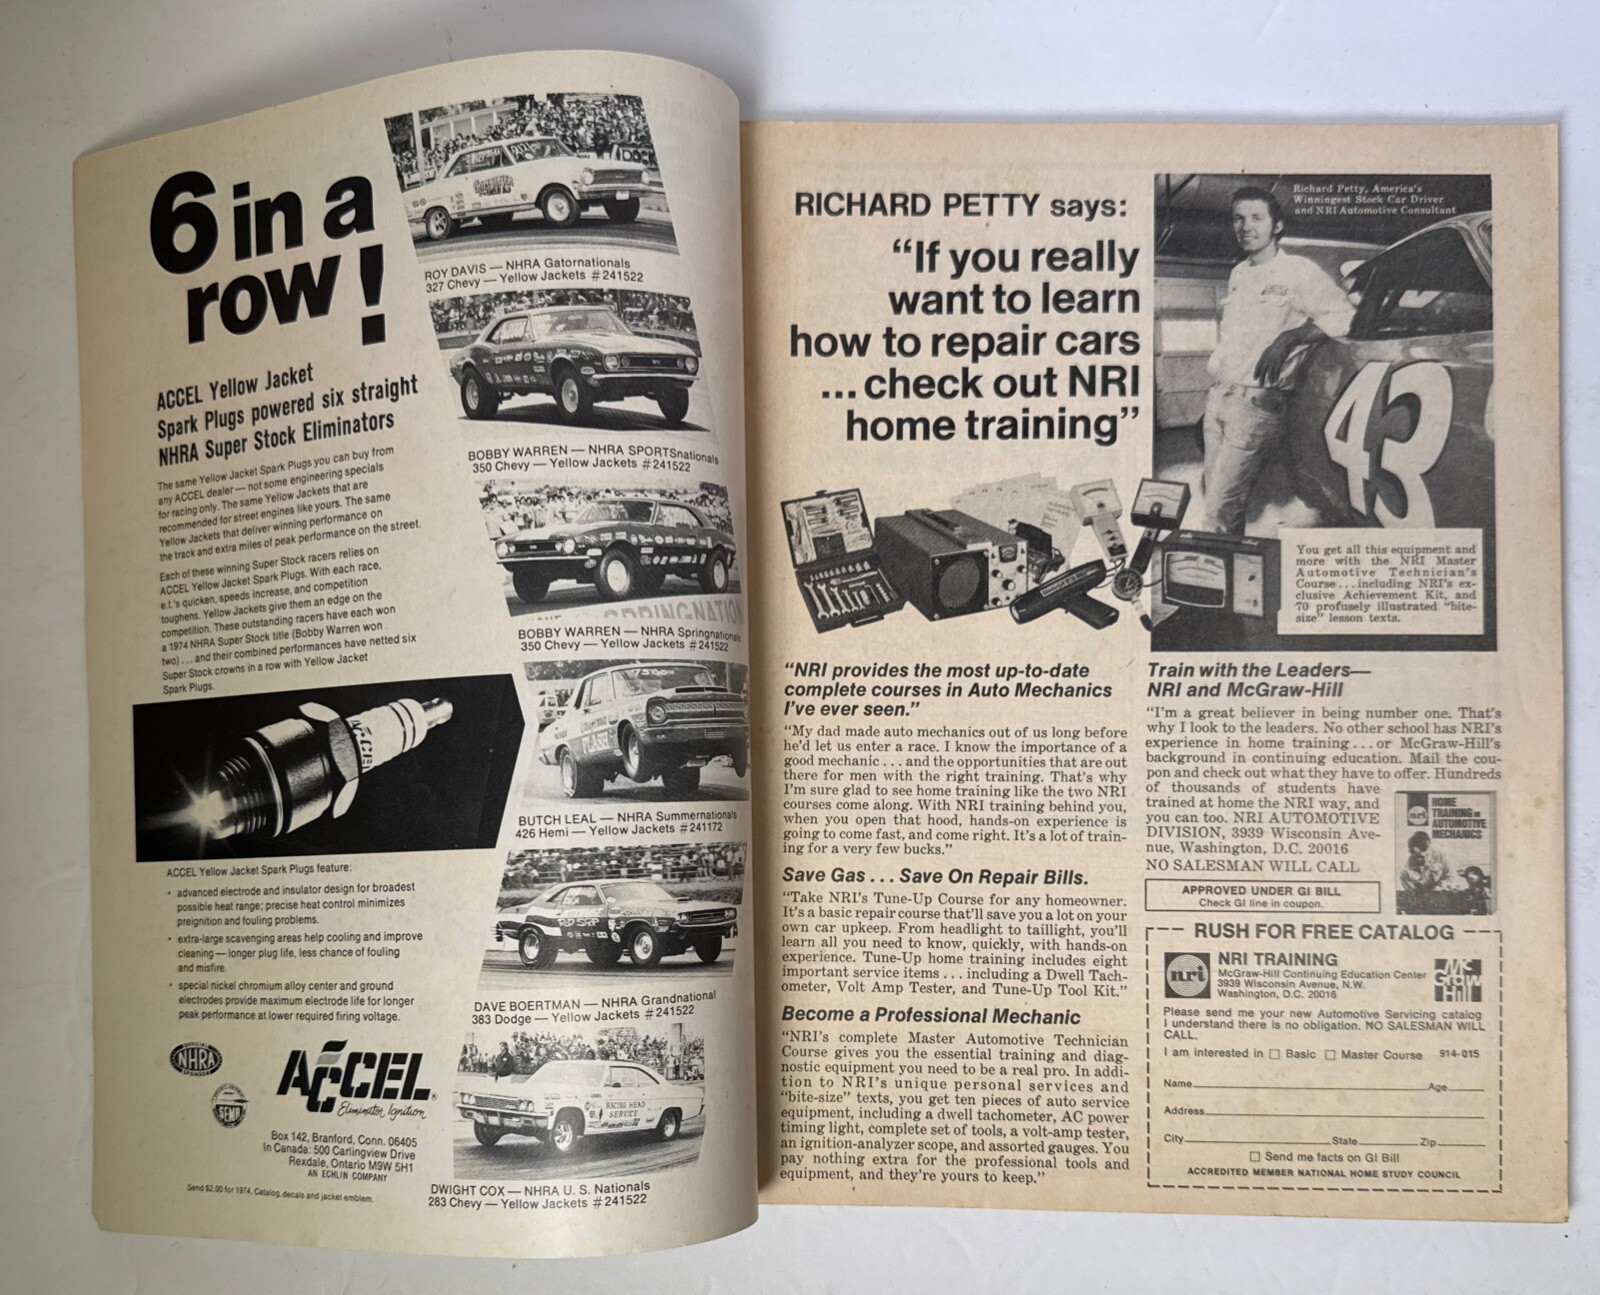 6 in a
row!
ACCEL Yellow Jacket
Spark Plugs powered six straight
NHRA Super Stock Eliminators
The same Yellow Jacket Spark Plugs you can buy from
any ACCEL dealer — not some engineering specials
for racing only. The same Yellow Jackets that are
recommended for street engines like yours. The same
Yellow Jackets that deliver winning performance on
the track and extra miles of peak performance on the street.
Each of these winning Super Stock racers relies on
ACCEL Yellow Jacket Spark Plugs. With each race,
e.t.'s quicken, speeds increase, and competition
toughens. Yellow Jackets give them an edge on the
competition. These outstanding racers have each won
a 1974 NHRA Super Stock title (Bobby Warren won
two) . . . and their combined performances have netted six
Super Stock crowns in a row with Yellow Jacket
Spark Plugs.
ACCEL
ACCEL Yellow Jacket Spark Plugs feature:
• advanced electrode and insulator design for broadest
possible heat range; precise heat control minimizes
preignition and fouling problems.
• extra-large scavenging areas help cooling and improve
cleaning — longer plug life, less chance of fouling
and misfire.
• special nickel chromium alloy center and ground
electrodes provide maximum electrode life for longer
peak performance at lower required firing voltage.
OFFICIAL
NHRA
SPONSOR
SEMA
ACCEL®
Eliminator Ignition
Box 142, Branford, Conn. 06405
In Canada: 500 Carlingview Drive
Rexdale, Ontario M9W 5H1
AN ECHLIN COMPANY
Send $2.00 for 1974, Catalog, decals and jacket emblem.
ROY DAVIS — NHRA Gatornationals
327 Chevy — Yellow Jackets #241522
BOBBY WARREN — NHRA SPORTSnationals
350 Chevy — Yellow Jackets #241522
SPRINGNATION
BOBBY WARREN — NHRA Springnationals
350 Chevy — Yellow Jackets #241522
BUTCH LEAL — NHRA Summernationals
426 Hemi — Yellow Jackets #241172
DAVE BOERTMAN — NHRA Grandnational
383 Dodge — Yellow Jackets #241522
RACING HEAD
SERVICE
DWIGHT COX — NHRA U. S. Nationals
283 Chevy — Yellow Jackets #241522
RICHARD PETTY says:
“If you really
want to learn
how to repair cars
...check out NRI
home training”
Richard Petty, America's
Winningest Stock Car Driver
and NRI Automotive Consultant
43
You get all this equipment and
more with the NRI Master
Automotive Technician's
Course . . . including NRI's ex-
clusive Achievement Kit, and
70 profusely illustrated "bite-
size" lesson texts.
“NRI provides the most up-to-date
complete courses in Auto Mechanics
I've ever seen.”
"My dad made auto mechanics out of us long before
he'd let us enter a race. I know the importance of a
good mechanic . . . and the opportunities that are out
there for men with the right training. That's why
I'm sure glad to see home training like the two NRI
courses come along. With NRI training behind you,
when you open that hood, hands-on experience is
going to come fast, and come right. It's a lot of train-
ing for a very few bucks."
Save Gas . . . Save On Repair Bills.
"Take NRI's Tune-Up Course for any homeowner.
It's a basic repair course that'll save you a lot on your
own car upkeep. From headlight to taillight, you'll
learn all you need to know, quickly, with hands-on
experience. Tune-Up home training includes eight
important service items . . . including a Dwell Tach-
ometer, Volt Amp Tester, and Tune-Up Tool Kit."
Become a Professional Mechanic
"NRI's complete Master Automotive Technician
Course gives you the essential training and diag-
nostic equipment you need to be a real pro. In addi-
tion to NRI's unique personal services and
"bite-size" texts, you get ten pieces of auto service
equipment, including a dwell tachometer, AC power
timing light, complete set of tools, a volt-amp tester,
an ignition-analyzer scope, and assorted gauges. You
pay nothing extra for the professional tools and
equipment, and they're yours to keep."
Train with the Leaders—
NRI and McGraw-Hill
"I'm a great believer in being number one. That's
why I look to the leaders. No other school has NRI's
experience in home training . . . or McGraw-Hill's
background in continuing education. Mail the cou-
pon and check out what they have to offer. Hundreds
of thousands of students have
trained at home the NRI way, and
you can too. NRI AUTOMOTIVE
DIVISION, 3939 Wisconsin Ave-
nue, Washington, D.C. 20016
NO SALESMAN WILL CALL
nri
HOME
TRAINING IN
AUTOMOTIVE
MECHANICS
APPROVED UNDER GI BILL
Check GI line in coupon.
RUSH FOR FREE CATALOG
nri
NRI TRAINING
McGraw-Hill Continuing Education Center
3939 Wisconsin Avenue, N.W.
Washington, D.C. 20016
Mc
Graw
Hill
Please send me your new Automotive Servicing catalog
I understand there is no obligation. NO SALESMAN WILL
CALL.
I am interested in □ Basic □ Master Course 914-015
Name Age
Address
City State Zip
□ Send me facts on GI Bill
ACCREDITED MEMBER NATIONAL HOME STUDY COUNCIL